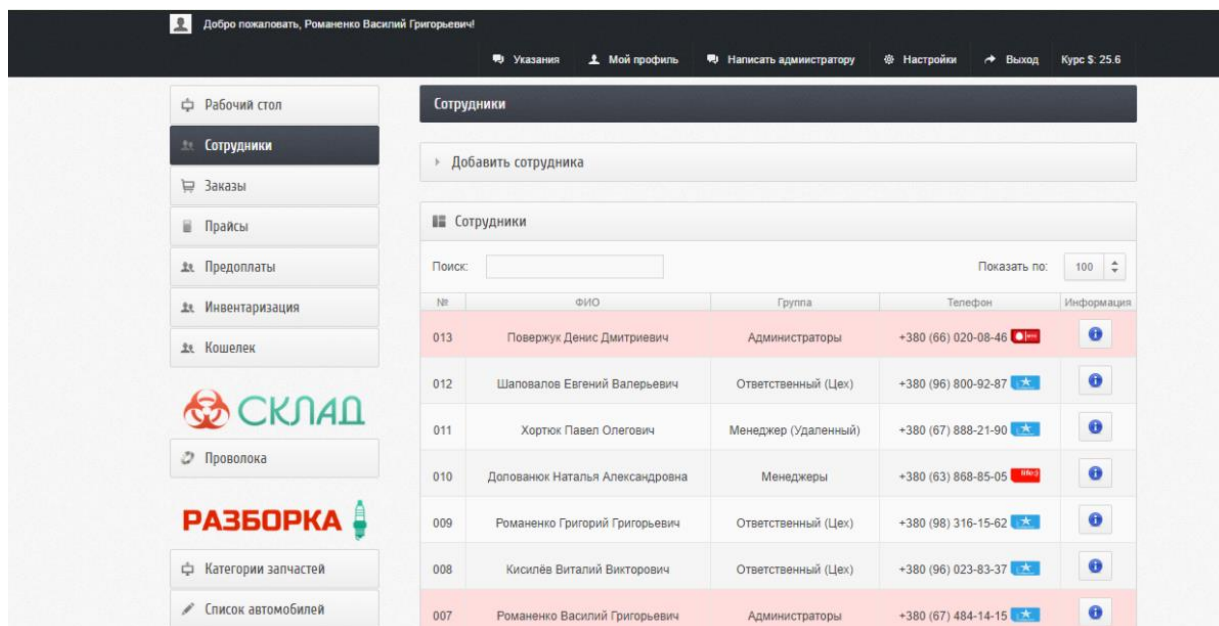 Добро пожаловать, Романенко Василий Григорьевич!
Указания Мой профиль Написать адмиистратору Настройки Выход Курс $: 25.6
Рабочий стол
Сотрудники
Заказы
Прайсы
Предоплаты
Инвентаризация
Кошелек
СКЛАД
Проволока
РАЗБОРКА
Категории запчастей
Список автомобилей
Сотрудники
Добавить сотрудника
Сотрудники
Поиск: Показать по: 100
№ ФИО Группа Телефон Информация
013 Повержук Денис Дмитриевич Администраторы +380 (66) 020-08-46
012 Шаповалов Евгений Валерьевич Ответственный (Цех) +380 (96) 800-92-87
011 Хортюк Павел Олегович Менеджер (Удаленный) +380 (67) 888-21-90
010 Долованюк Наталья Александровна Менеджеры +380 (63) 868-85-05 life:)
009 Романенко Григорий Григорьевич Ответственный (Цех) +380 (98) 316-15-62
008 Кисилёв Виталий Викторович Ответственный (Цех) +380 (96) 023-83-37
007 Романенко Василий Григорьевич Администраторы +380 (67) 484-14-15